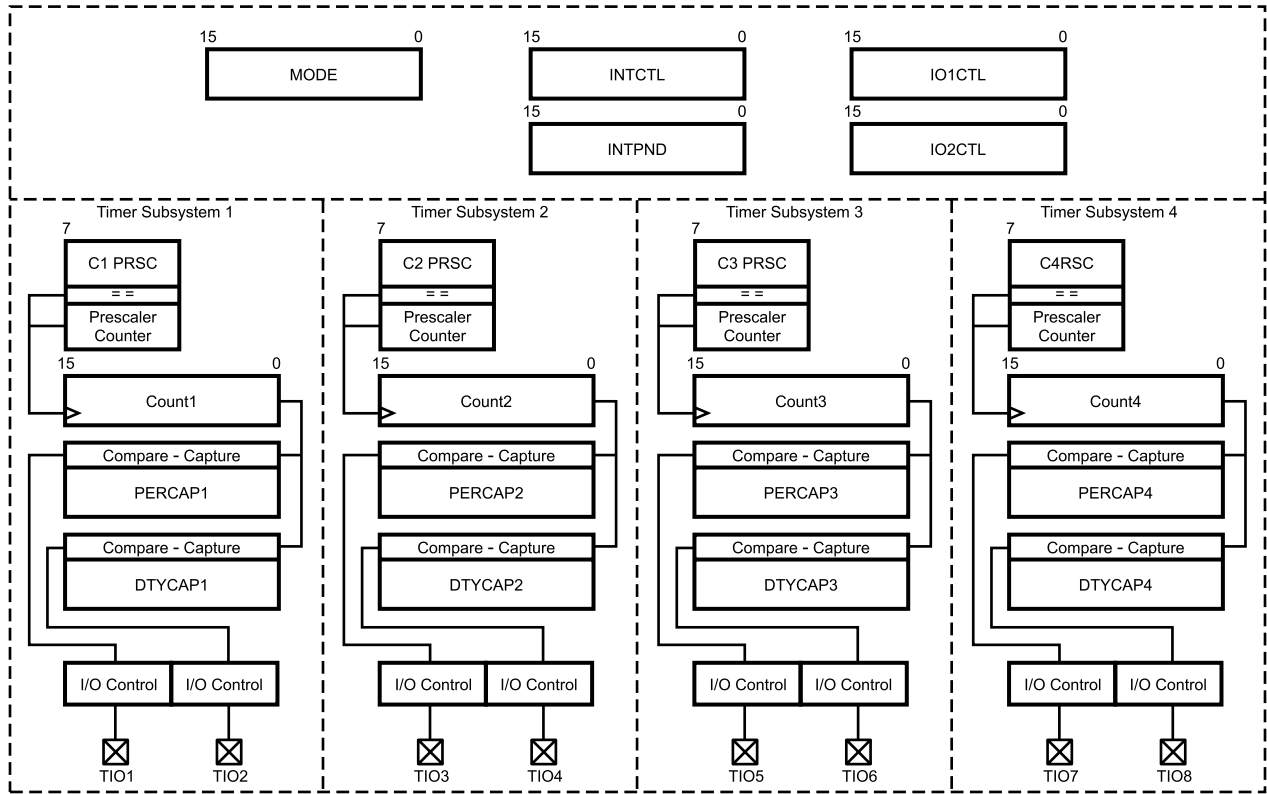 15 0 15 0 15 0
MODE INTCTL IO1CTL
15 0 15 0
INTPND IO2CTL
Timer Subsystem 1 Timer Subsystem 2 Timer Subsystem 3 Timer Subsystem 4
7 7 7 7
C1 PRSC C2 PRSC C3 PRSC C4RSC
= = = = = = = =
Prescaler Prescaler Prescaler Prescaler
Counter Counter Counter Counter
15 0 15 0 15 0 15 0
Count1 Count2 Count3 Count4
Compare - Capture Compare - Capture Compare - Capture Compare - Capture
PERCAP1 PERCAP2 PERCAP3 PERCAP4
Compare - Capture Compare - Capture Compare - Capture Compare - Capture
DTYCAP1 DTYCAP2 DTYCAP3 DTYCAP4
I/O Control I/O Control I/O Control I/O Control I/O Control I/O Control I/O Control I/O Control
TIO1 TIO2 TIO3 TIO4 TIO5 TIO6 TIO7 TIO8